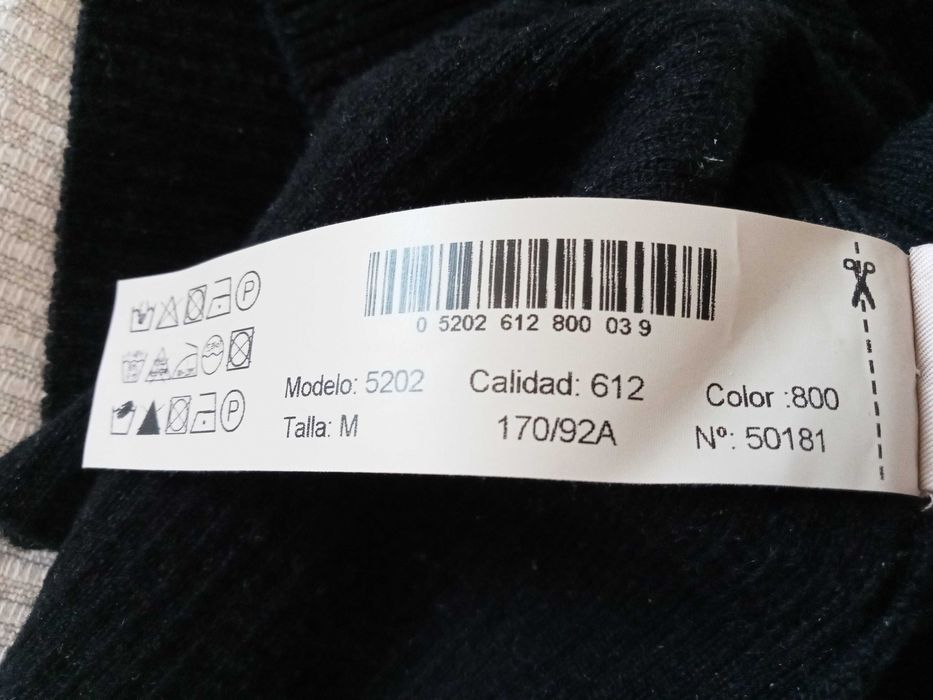 0 5202 612 800 03 9
Modelo: 5202 Calidad: 612 Color :800
Talla: M 170/92A Nº: 50181
P
P